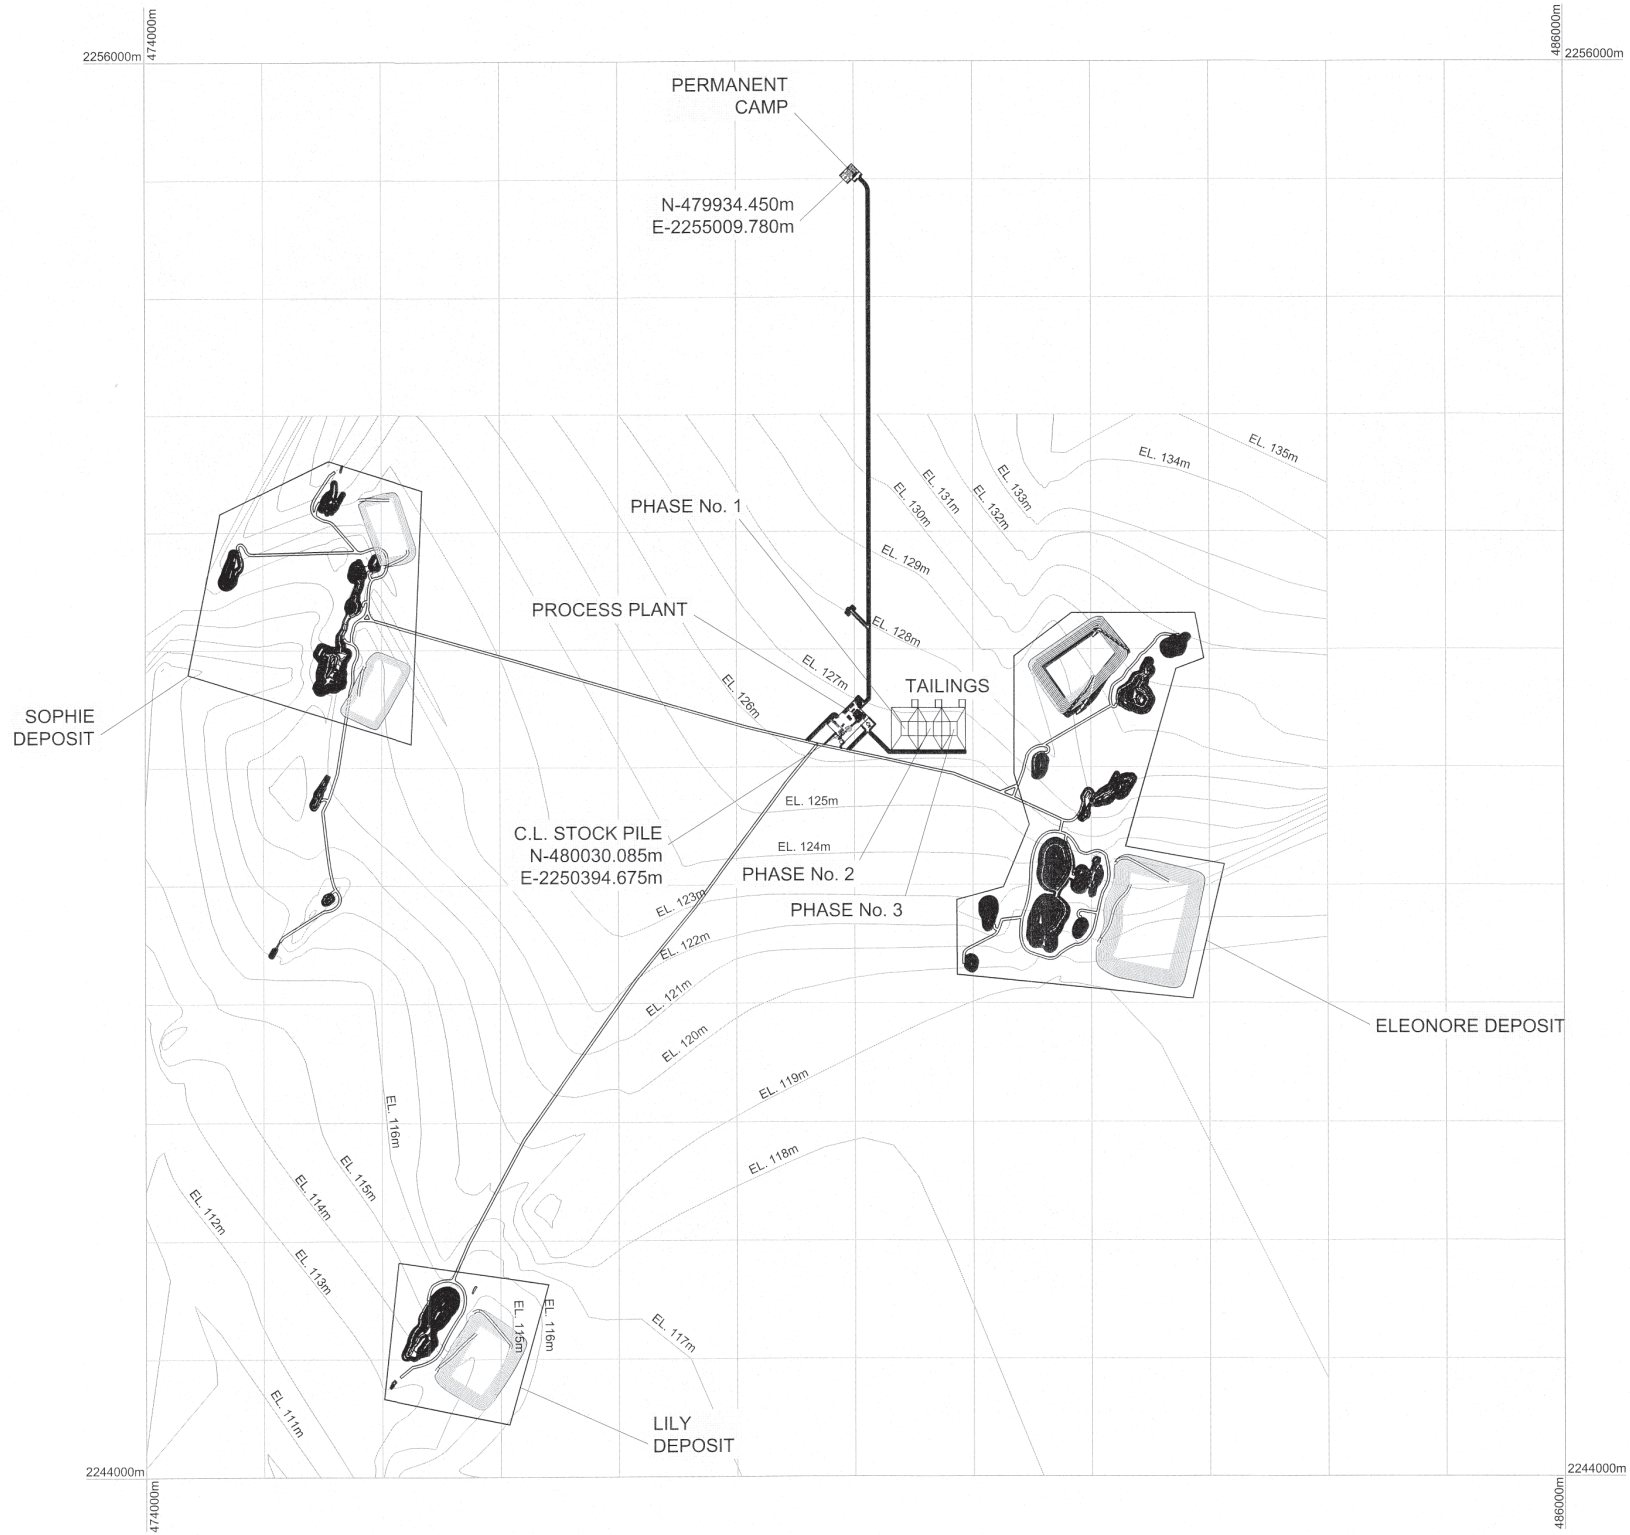 474000m
486000m
2256000m
2256000m
PERMANENT
CAMP
N-479934.450m
E-2255009.780m
EL. 135m
EL. 134m
EL. 133m
EL. 132m
EL. 131m
EL. 130m
PHASE No. 1
EL. 129m
PROCESS PLANT
EL. 128m
EL. 127m
EL. 126m
TAILINGS
SOPHIE
DEPOSIT
EL. 125m
C.L. STOCK PILE
N-480030.085m
E-2250394.675m
EL. 124m
PHASE No. 2
EL. 123m
PHASE No. 3
EL. 122m
EL. 121m
EL. 120m
ELEONORE DEPOSIT
EL. 119m
EL. 116m
EL. 118m
EL. 115m
EL. 114m
EL. 112m
EL. 113m
EL. 115m
EL. 116m
EL. 117m
EL. 111m
LILY
DEPOSIT
2244000m
2244000m
474000m
486000m